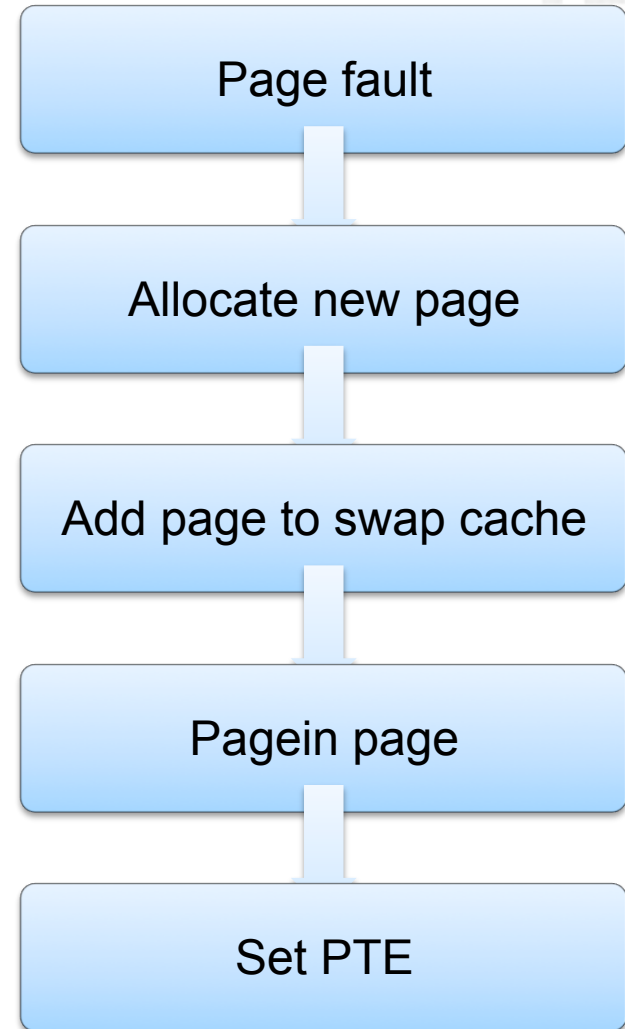 Page fault
Allocate new page
Add page to swap cache
Pagein page
Set PTE